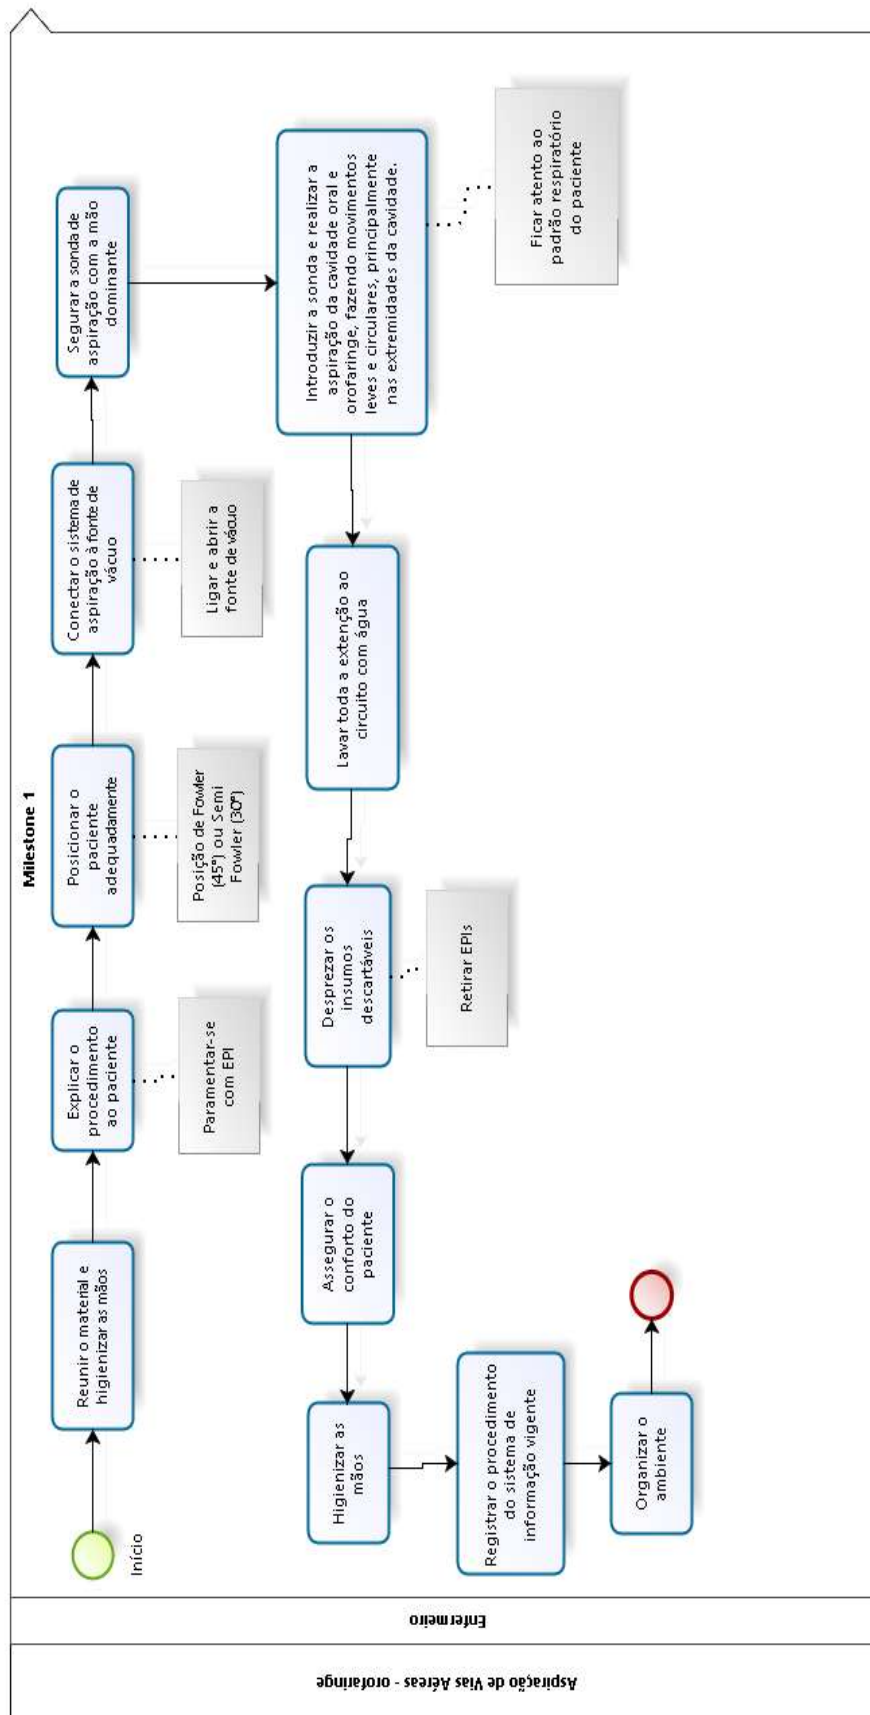 Aspiração de Vias Aéreas - orofaringe
Enfermeiro
Milestone 1
Início
Reunir o material e
higienizar as mãos
Explicar o
procedimento
ao paciente
Paramentar-se
com EPI
Posicionar o
paciente
adequadamente
Posição de Fowler
(45°) ou Semi
Fowler (30°)
Conectar o sistema de
aspiração à fonte de
vácuo
Ligar e abrir a
fonte de vácuo
Segurar a sonda de
aspiração com a mão
dominante
Introduzir a sonda e realizar a
aspiração da cavidade oral e
orofaringe, fazendo movimentos
leves e circulares, principalmente
nas extremidades da cavidade.
Ficar atento ao
padrão respiratório
do paciente
Lavar toda a extenção ao
circuito com água
Desprezar os
insumos
descartáveis
Retirar EPIs
Assegurar o
conforto do
paciente
Higienizar as
mãos
Registrar o procedimento
do sistema de
informação vigente
Organizar o
ambiente